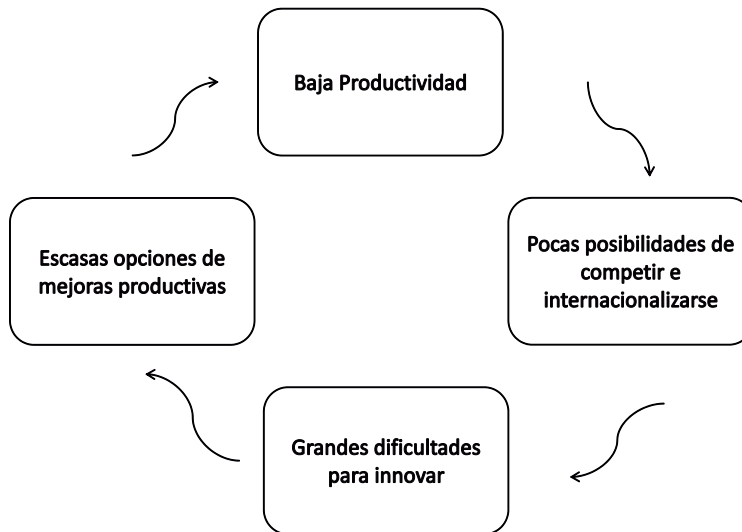 Baja Productividad
Pocas posibilidades de
competir e
internacionalizarse
Grandes dificultades
para innovar
Escasas opciones de
mejoras productivas